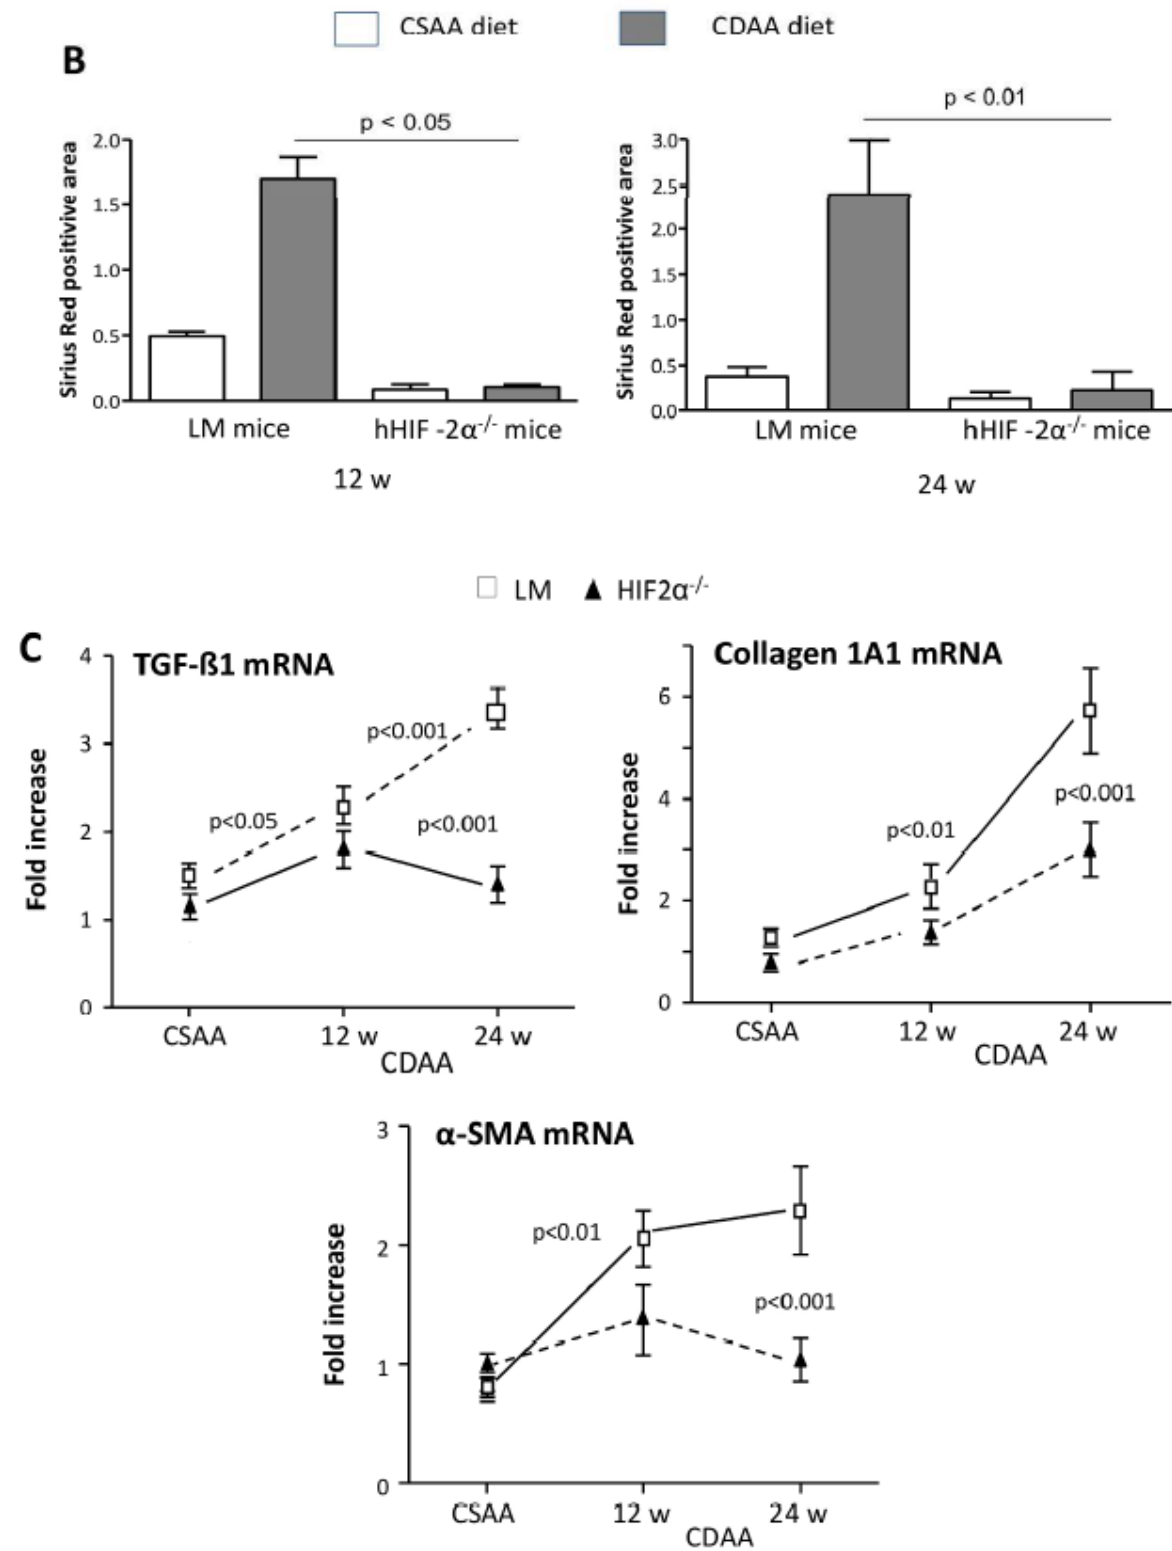 CSAA diet CDAA diet
B
p < 0.05
Sirius Red positivive area
2.0
1.5
1.0
0.5
0.0
LM mice hHIF -2α-/- mice
12 w
p < 0.01
Sirius Red positivive area
3.0
2.5
2.0
1.5
1.0
0.5
0.0
LM mice hHIF -2α-/- mice
24 w
LM HIF2α-/-
C
TGF-ß1 mRNA
Fold increase
4
3
2
1
0
p<0.05
p<0.001
p<0.001
CSAA 12 w 24 w
CDAA
Collagen 1A1 mRNA
Fold increase
6
4
2
0
p<0.01
p<0.001
CSAA 12 w 24 w
CDAA
α-SMA mRNA
Fold increase
3
2
1
0
p<0.01
p<0.001
CSAA 12 w 24 w
CDAA